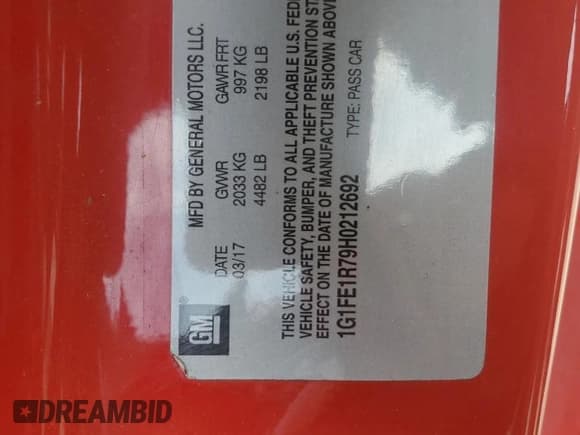 MFD BY GENERAL MOTORS LLC.
DATE GVWR GAWR FRT
03/17 2033 KG 997 KG
4482 LB 2198 LB
THIS VEHICLE CONFORMS TO ALL APPLICABLE U.S. FED
VEHICLE SAFETY, BUMPER, AND THEFT PREVENTION ST
EFFECT ON THE DATE OF MANUFACTURE SHOWN ABOVE
1G1FE1R79H0212692 TYPE: PASS CAR
GM
DREAMBID